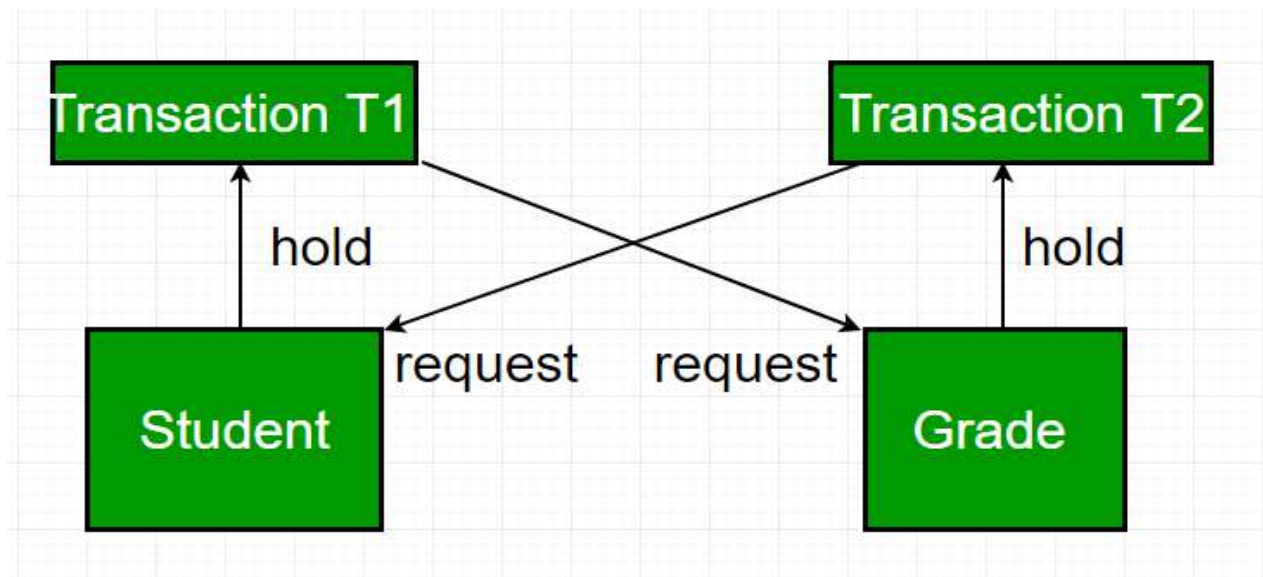 Transaction T1
Transaction T2
hold
hold
request
request
Student
Grade